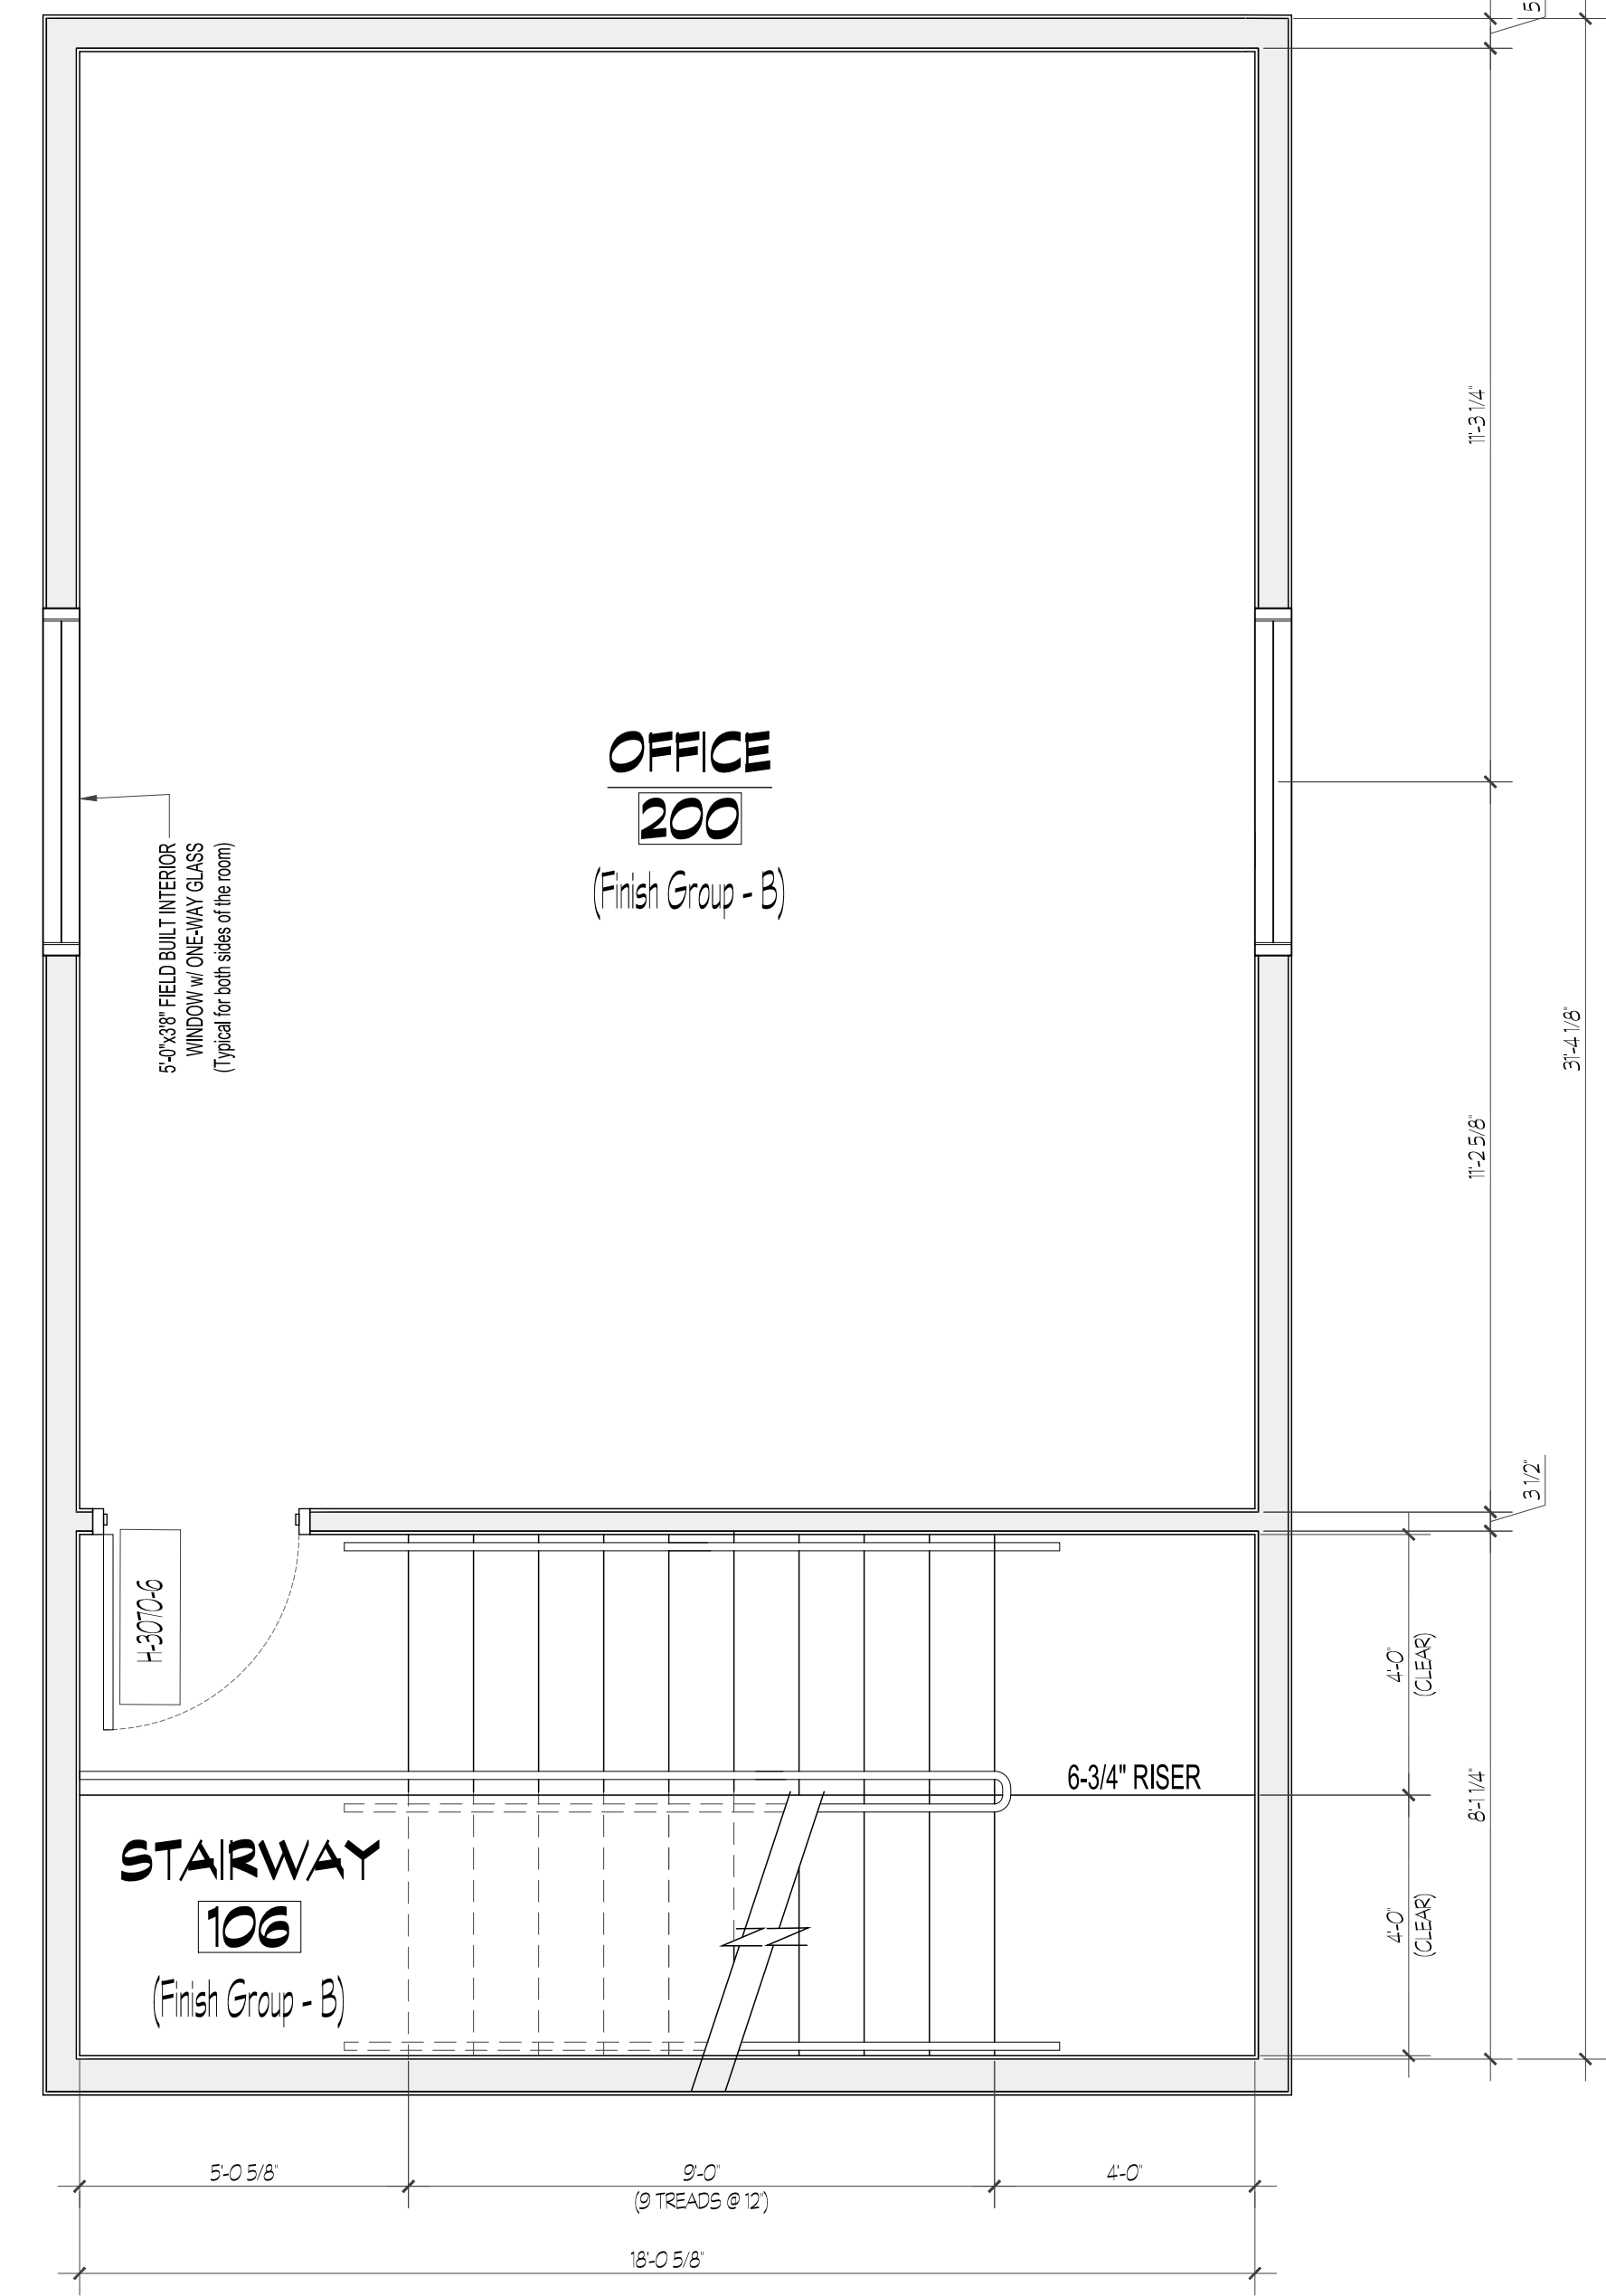 5
11'-3 1/4"
OFFICE
200
(Finish Group - B)
5'-0"x3'8" FIELD BUILT INTERIOR
WINDOW w/ ONE-WAY GLASS
(Typical for both sides of the room)
31'-4 1/8"
11'-2 5/8"
3 1/2"
H-3070-6
4'-0"
(CLEAR)
6-3/4" RISER
8'-1 1/4"
STAIRWAY
106
(Finish Group - B)
4'-0"
(CLEAR)
5'-0 5/8"
9'-0"
(9 TREADS @ 12")
4'-0"
18'-0 5/8"